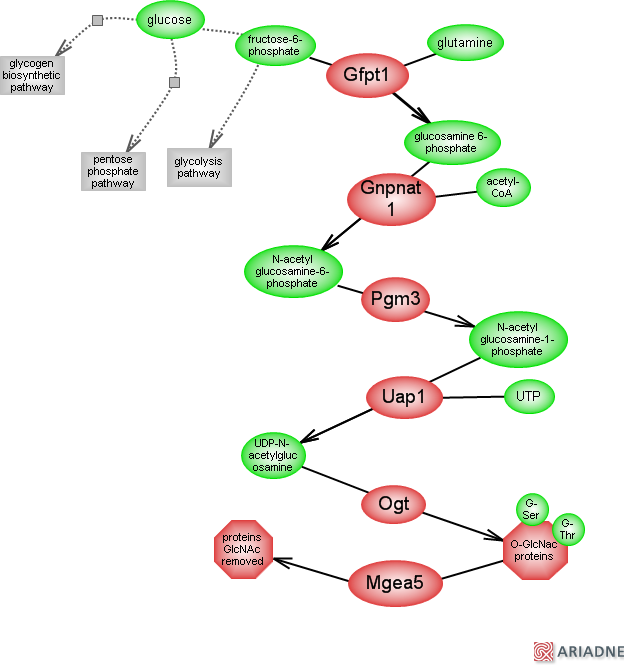 glucose
fructose-6-
phosphate
glutamine
Gfpt1
glycogen
biosynthetic
pathway
pentose
phosphate
pathway
glycolysis
pathway
glucosamine 6-
phosphate
Gnpnat
1
acetyl-
CoA
N-acetyl
glucosamine-6-
phosphate
Pgm3
N-acetyl
glucosamine-1-
phosphate
Uap1
UTP
UDP-N-
acetylgluc
osamine
Ogt
G-
Ser
G-
Thr
O-GlcNac
proteins
proteins
GlcNAc
removed
Mgea5
ARIADNE